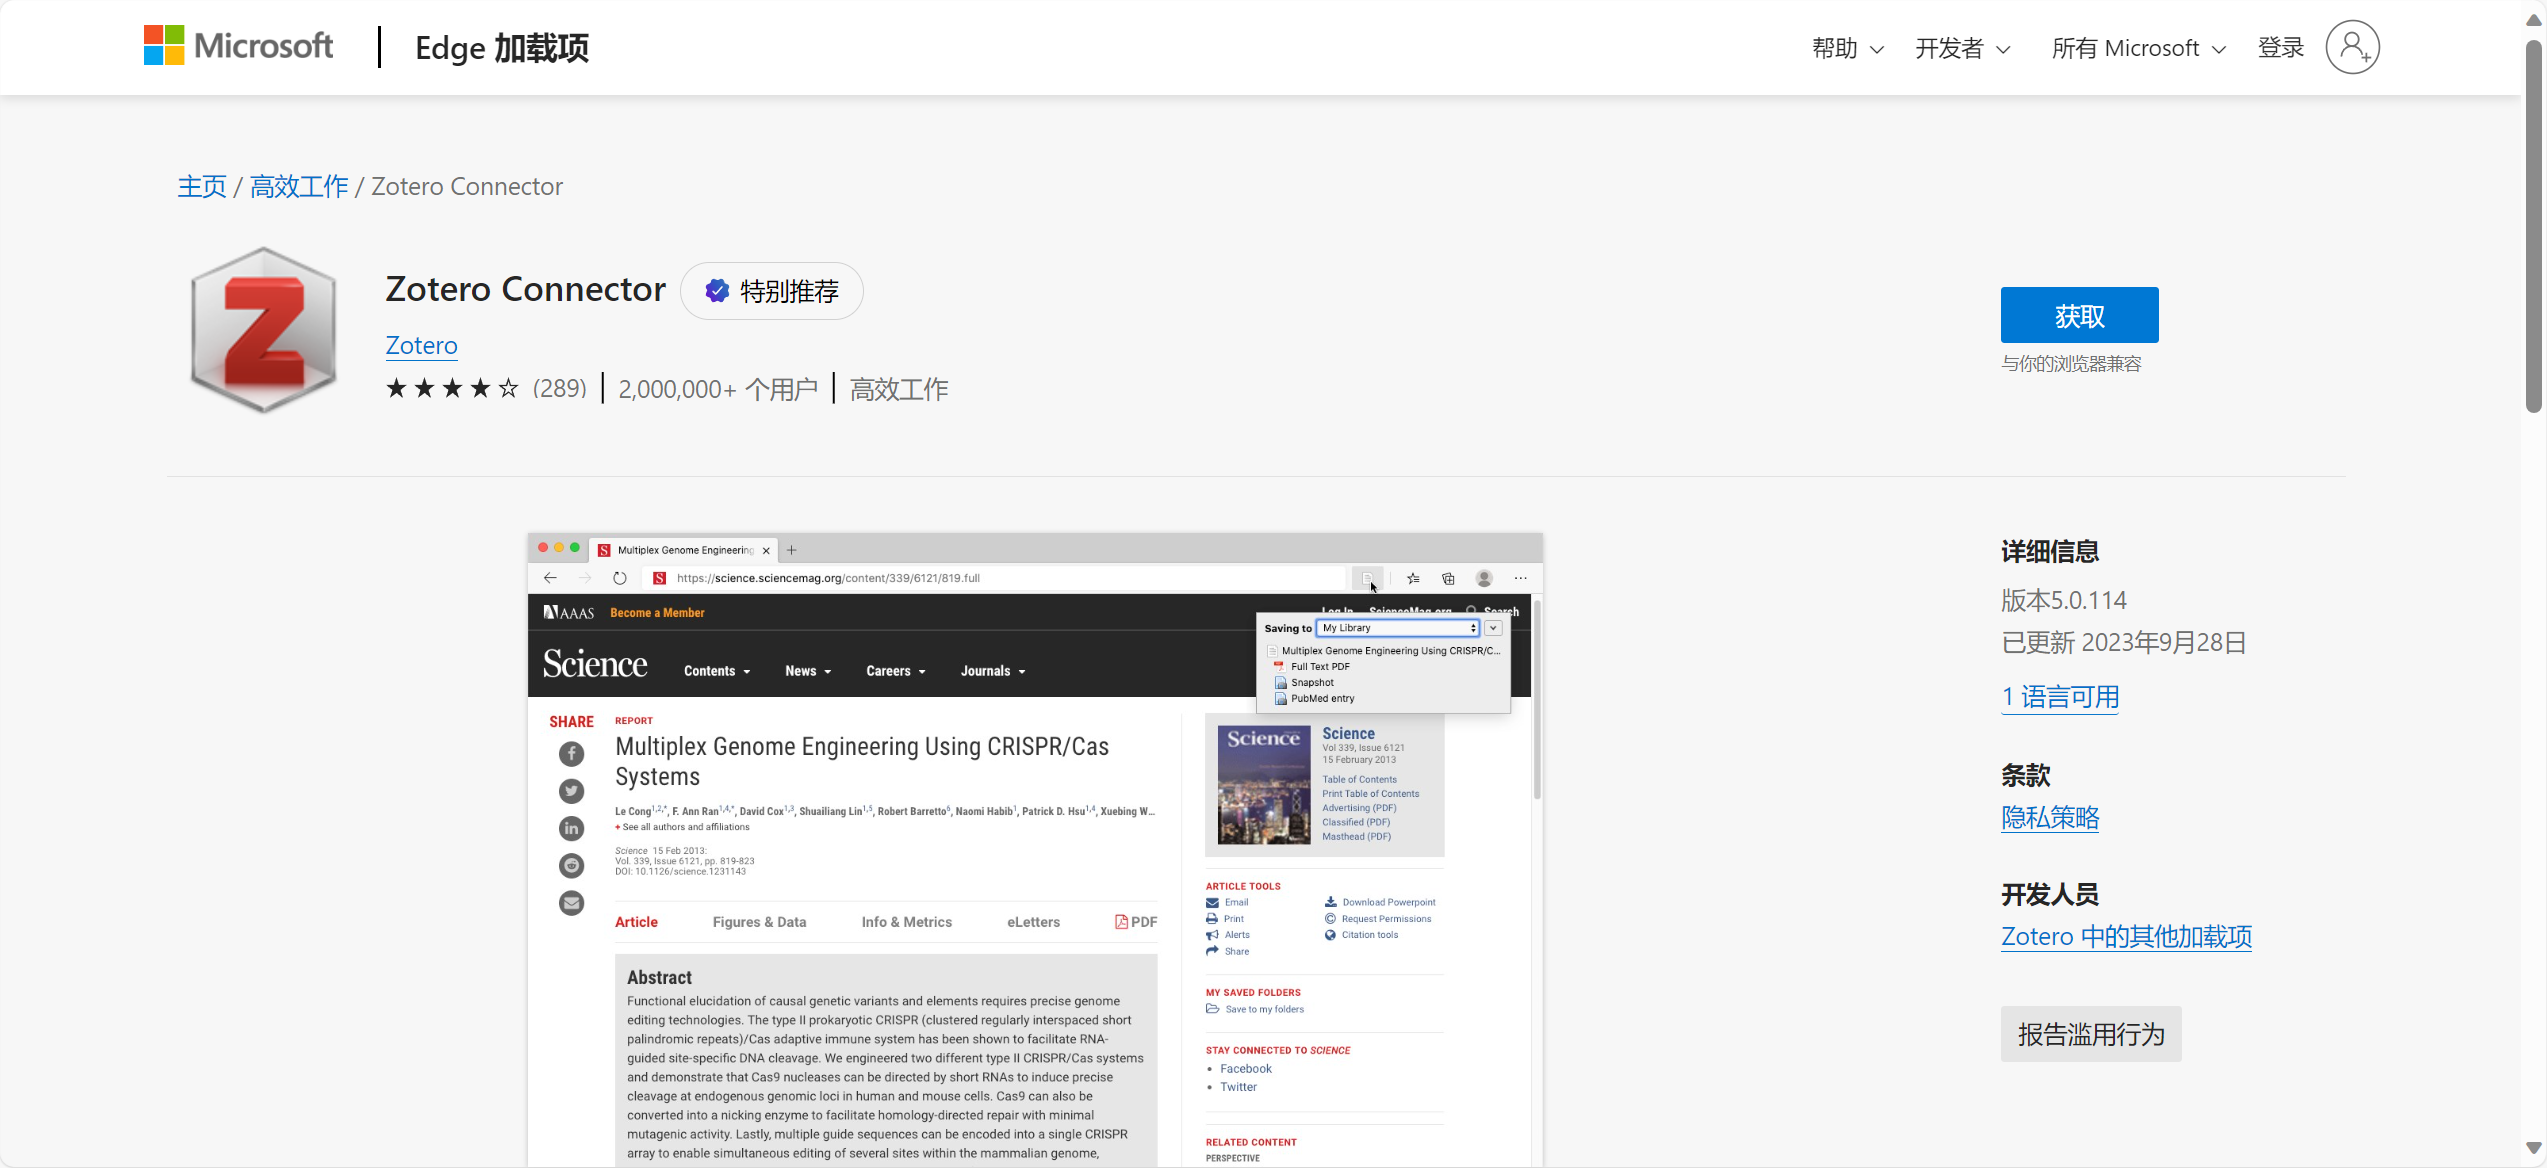 Microsoft Edge 加载项 帮助 开发者 所有 Microsoft 登录
主页 / 高效工作 / Zotero Connector
Zotero Connector 特别推荐
Zotero
(289) 2,000,000+ 个用户 高效工作
获取
与你的浏览器兼容
Multiplex Genome Engineering
https://science.sciencemag.org/content/339/6121/819.full
AAAS Become a Member Log In ScienceMag.org Search
Saving to My Library
Multiplex Genome Engineering Using CRISPR/C...
Full Text PDF
Snapshot
PubMed entry
Science Contents News Careers Journals
SHARE
REPORT
Multiplex Genome Engineering Using CRISPR/Cas
Systems
Le Cong1,2,*, F. Ann Ran1,4,*, David Cox1,3, Shuailiang Lin1,5, Robert Barretto6, Naomi Habib1, Patrick D. Hsu1,4, Xuebing W...
+ See all authors and affiliations
Science 15 Feb 2013:
Vol. 339, Issue 6121, pp. 819-823
DOI: 10.1126/science.1231143
Article Figures & Data Info & Metrics eLetters PDF
Abstract
Functional elucidation of causal genetic variants and elements requires precise genome
editing technologies. The type II prokaryotic CRISPR (clustered regularly interspaced short
palindromic repeats)/Cas adaptive immune system has been shown to facilitate RNA-
guided site-specific DNA cleavage. We engineered two different type II CRISPR/Cas systems
and demonstrate that Cas9 nucleases can be directed by short RNAs to induce precise
cleavage at endogenous genomic loci in human and mouse cells. Cas9 can also be
converted into a nicking enzyme to facilitate homology-directed repair with minimal
mutagenic activity. Lastly, multiple guide sequences can be encoded into a single CRISPR
array to enable simultaneous editing of several sites within the mammalian genome,
Science
Science
Vol 339, Issue 6121
15 February 2013
Table of Contents
Print Table of Contents
Advertising (PDF)
Classified (PDF)
Masthead (PDF)
ARTICLE TOOLS
Email Download Powerpoint
Print Request Permissions
Alerts Citation tools
Share
MY SAVED FOLDERS
Save to my folders
STAY CONNECTED TO SCIENCE
Facebook
Twitter
RELATED CONTENT
PERSPECTIVE
详细信息
版本5.0.114
已更新 2023年9月28日
1 语言可用
条款
隐私策略
开发人员
Zotero 中的其他加载项
报告滥用行为